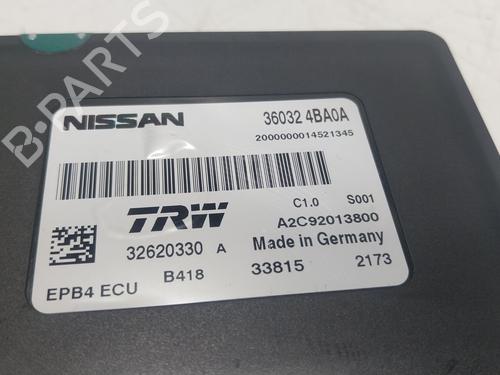 B-PARTS
NISSAN
36032 4BA0A
2000000014521345
TRW
C1.0 S001
A2C92013800
32620330 A
Made in Germany
B418
33815 2173
EPB4 ECU